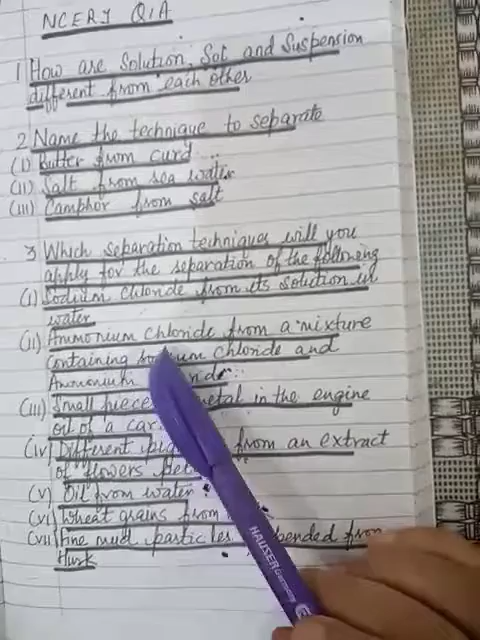 NCERT Q1A
1 How are Solution, Sol and Suspension
different from each other
2 Name the technique to separate
(i) Butter from curd
(ii) Salt from sea water
(iii) Camphor from salt
3 Which separation techniques will you
apply for the separation of the following
(i) Sodium chloride from its solution in
water
(ii) Ammonium chloride from a mixture
Containing sodium chloride and
Ammonium
(iii) Small pieces metal in the engine
oil of a car.
(iv) Different from an extract
of flowers
(v) Oil from water
(vi) Wheat grains from
(vii) Fine mud particles from
Husk
HAUSER